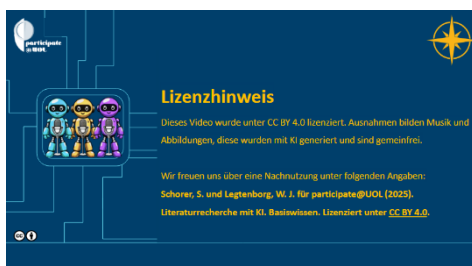 participate
@UOL
Lizenzhinweis
Dieses Video wurde unter CC BY 4.0 lizenziert. Ausnahmen bilden Musik und
Abbildungen, diese wurden mit KI generiert und sind gemeinfrei.
Wir freuen uns über eine Nachnutzung unter folgenden Angaben:
Schorer, S. und Legtenborg, W. J. für participate@UOL (2025).
Literaturrecherche mit KI. Basiswissen. Lizenziert unter CC BY 4.0.